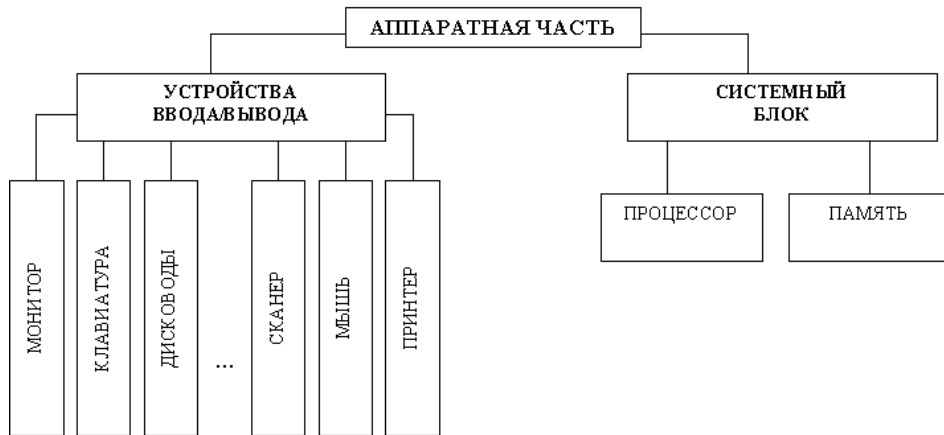 АППАРАТНАЯ ЧАСТЬ
УСТРОЙСТВА
ВВОДА/ВЫВОДА
СИСТЕМНЫЙ
БЛОК
МОНИТОР
КЛАВИАТУРА
ДИСКОВОДЫ
...
СКАНЕР
МЫШЬ
ПРИНТЕР
ПРОЦЕССОР
ПАМЯТЬ